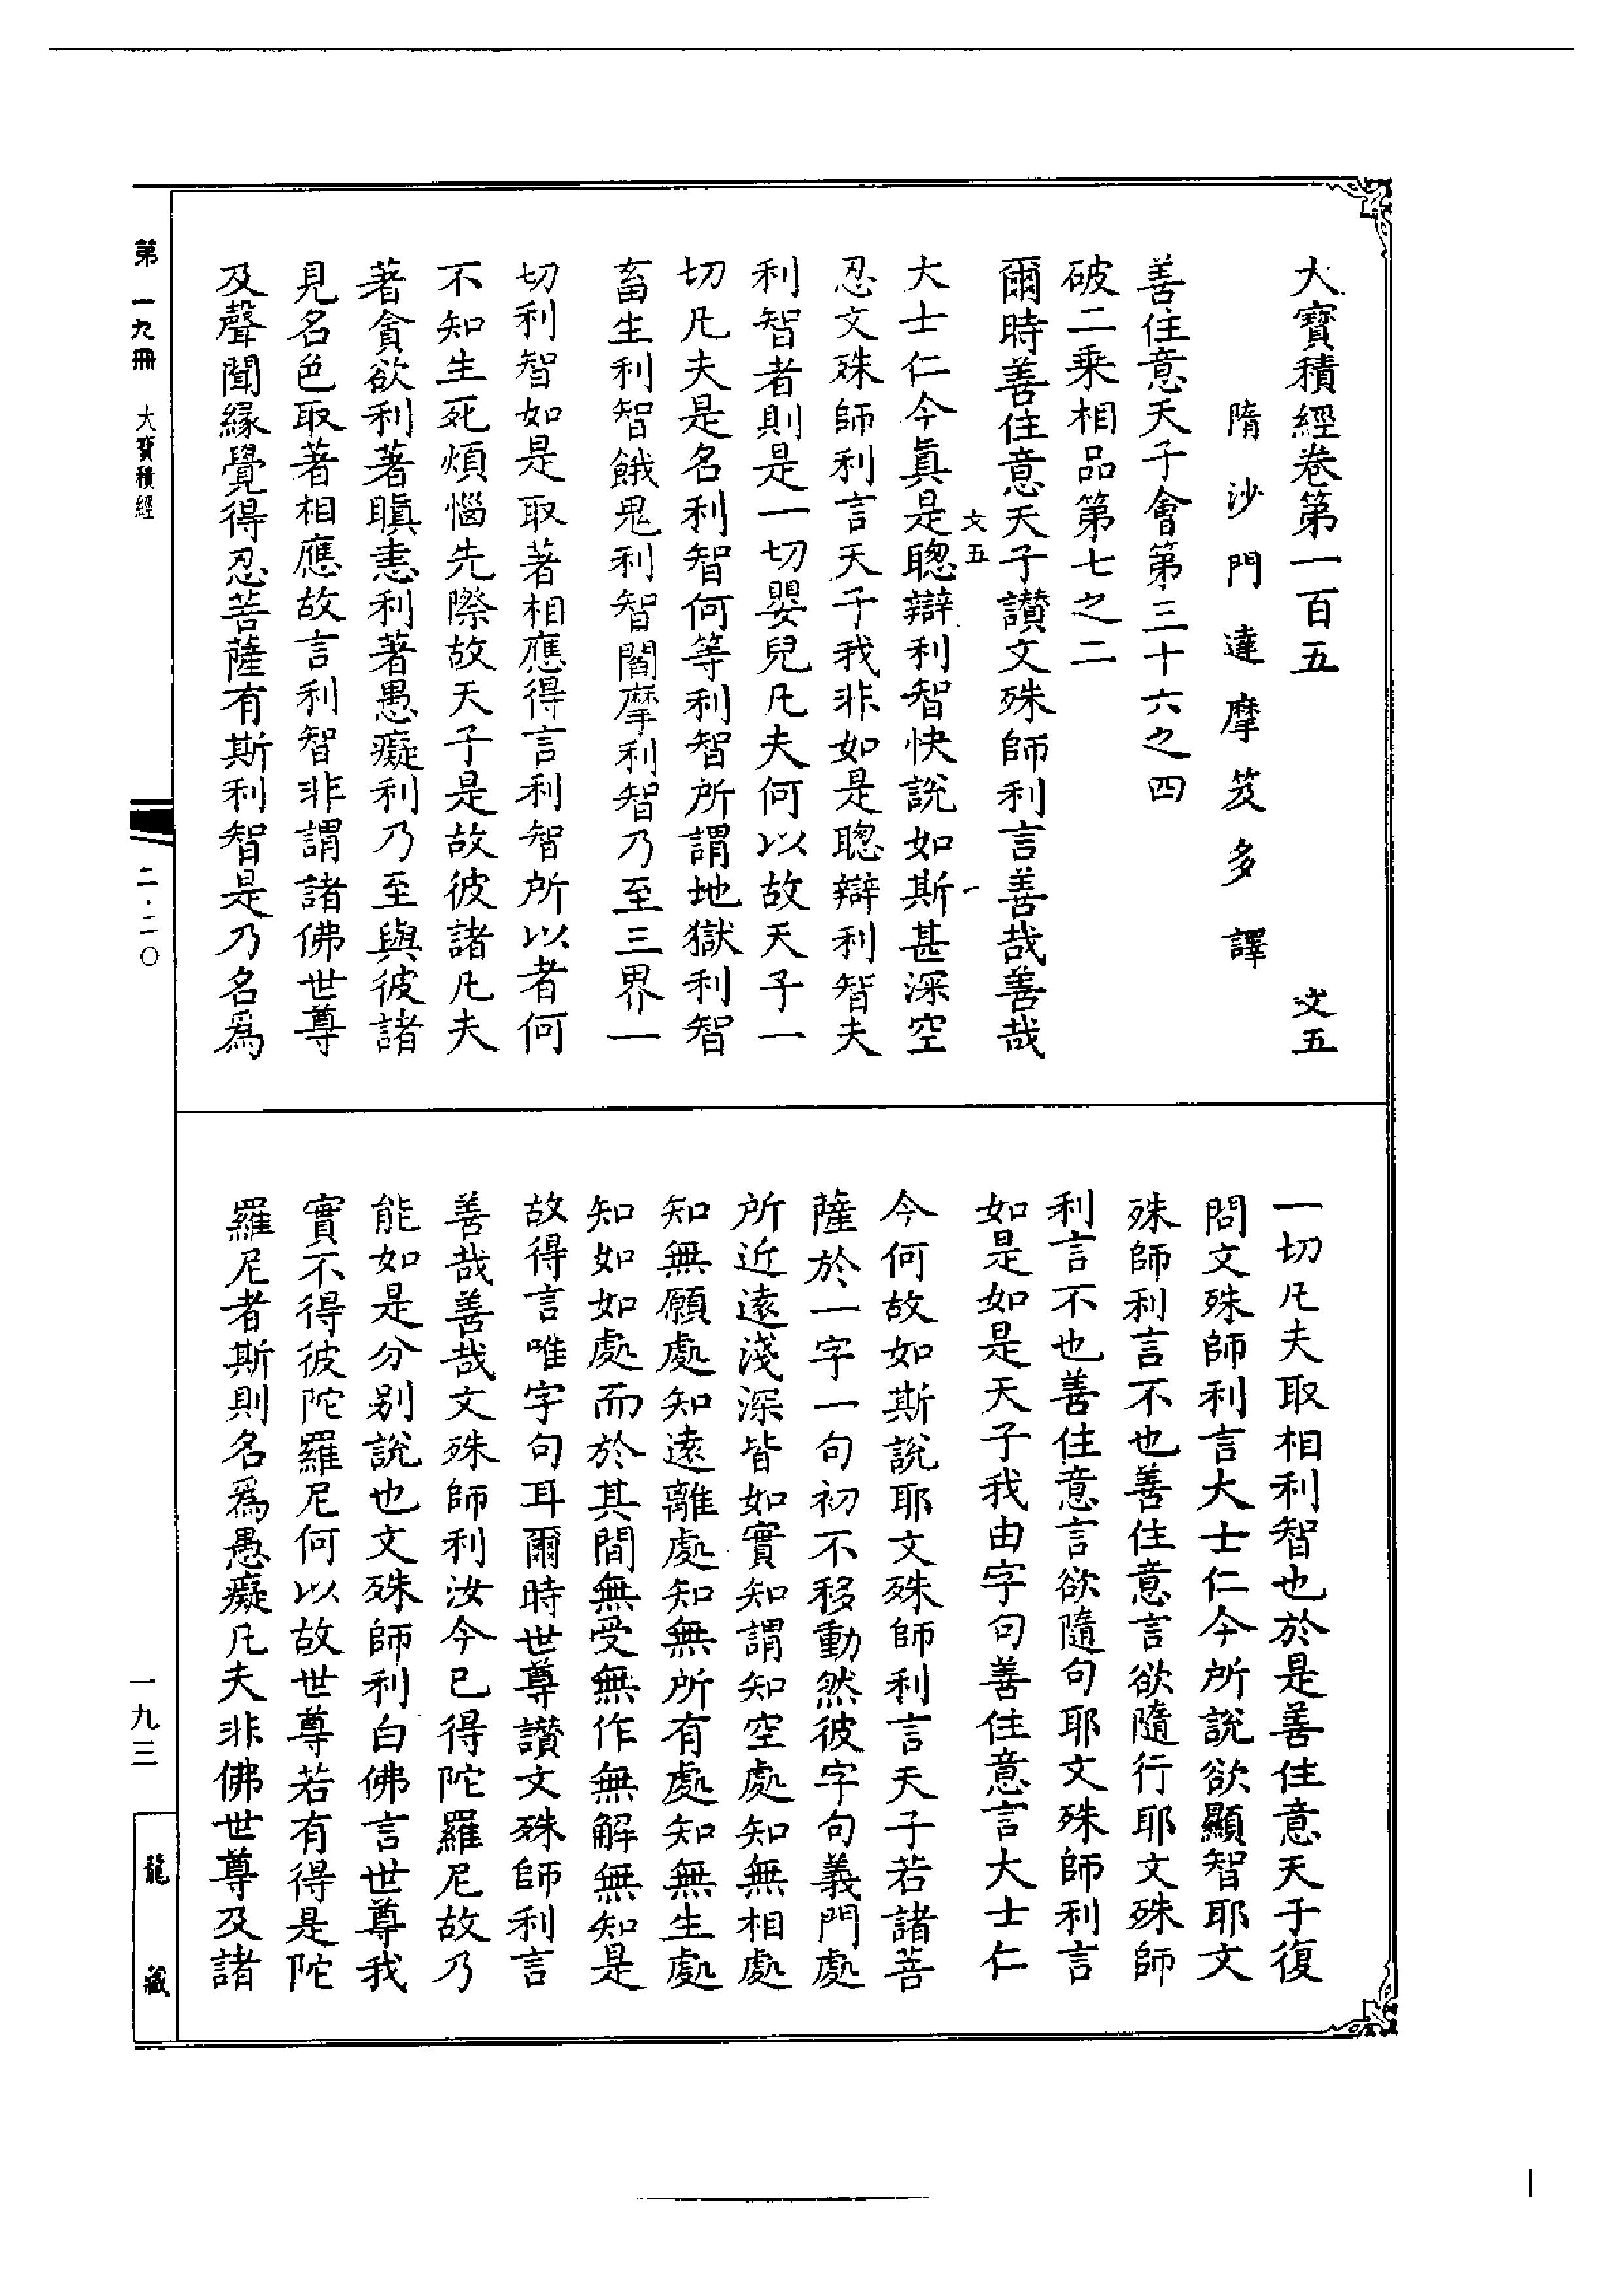 大寶積經卷第一百五　文五
隋沙門達摩笈多譯
善住意天子會第三十六之四
破二乘相品第七之二
爾時善住意天子讚文殊師利言善哉善哉
文五　一
大士仁今眞是聰辯利智快說如斯甚深空
忍文殊師利言天子我非如是聰辯利智夫
利智者則是一切嬰兒凡夫何以故天子一
切凡夫是名利智何等利智所謂地獄利智
畜生利智餓鬼利智閻摩利智乃至三界一
切利智如是取著相應得言利智所以者何
不知生死煩惱先際故天子是故彼諸凡夫
著貪欲利著瞋恚利著愚癡利乃至與彼諸
見名色取著相應故言利智非謂諸佛世尊
及聲聞緣覺得忍菩薩有斯利智是乃名爲
一切凡夫取相利智也於是善住意天子復
問文殊師利言大士仁今所說欲顯智耶文
殊師利言不也善住意言欲隨行耶文殊師
利言不也善住意言欲隨句耶文殊師利言
如是如是天子我由字句善住意言大士仁
今何故如斯說耶文殊師利言天子若諸菩
薩於一字一句初不移動然彼字句義門處
所近遠淺深皆如實知謂知空處知無相處
知無願處知遠離處知無所有處知無生處
知如如處而於其間無受無作無解無知是
故得言唯字句耳爾時世尊讚文殊師利言
善哉善哉文殊師利汝今已得陀羅尼故乃
能如是分別說也文殊師利白佛言世尊我
實不得彼陀羅尼何以故世尊若有得是陀
羅尼者斯則名爲愚癡凡夫非佛世尊及諸
第一九冊　大寶積經
二·二〇
一九三
龍藏